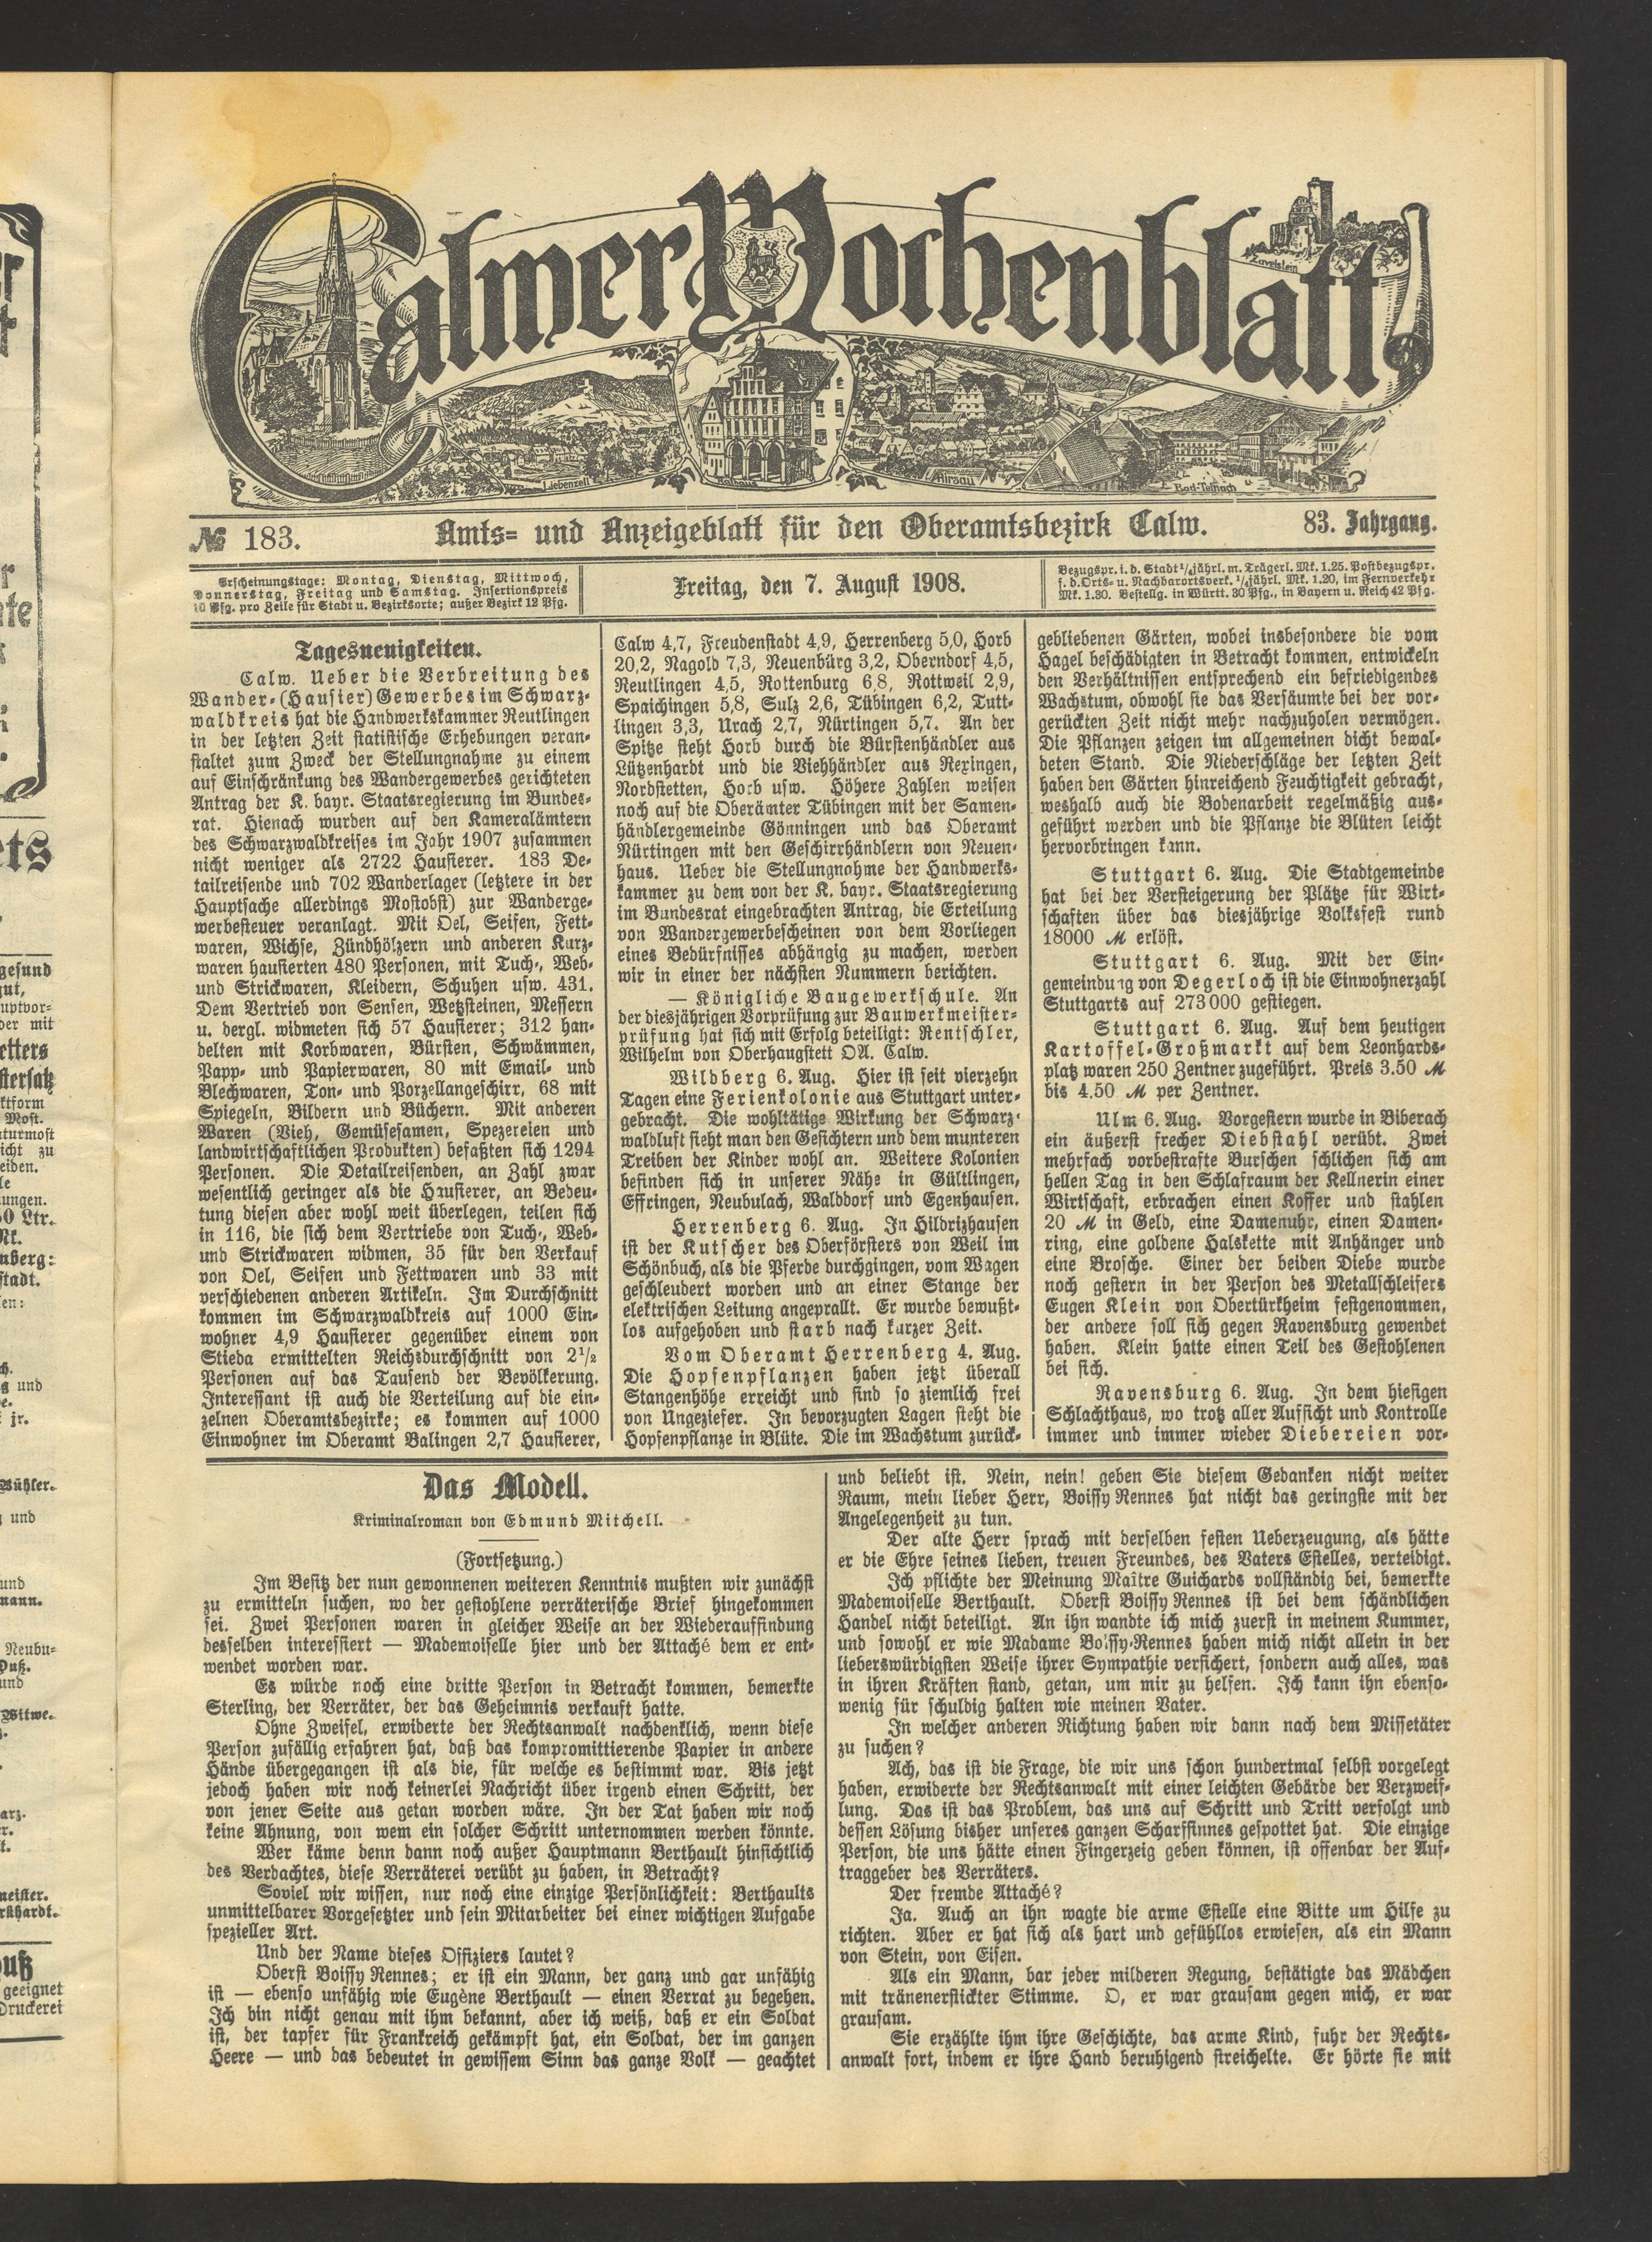 Calwer Wochenblatt
Zavelstein
Liebenzell
Rathaus
Hirsau
Bad-Teinach
№ 183.
Amts= und Anzeigeblatt für den Oberamtsbezirk Calw.
83. Jahrgang.
Erscheinungstage: Montag, Dienstag, Mittwoch,
Donnerstag, Freitag und Samstag. Insertionspreis
10 Pfg. pro Zeile für Stadt u. Bezirksorte; außer Bezirk 12 Pfg.
Freitag, den 7. August 1908.
Bezugspr. i. d. Stadt ¼jährl. m. Trägerl. Mk. 1.25. Postbezugspr.
f. d. Orts- u. Nachbarortsverk. ¼jährl. Mk. 1.20, im Fernverkehr
Mk. 1.30. Bestellg. in Württ. 30 Pfg., in Bayern u. Reich 42 Pfg.
Tagesneuigkeiten.
Calw. Ueber die Verbreitung des
Wander-(Hausier)Gewerbes im Schwarz-
waldkreis hat die Handwerkskammer Reutlingen
in der letzten Zeit statistische Erhebungen veran-
staltet zum Zweck der Stellungnahme zu einem
auf Einschränkung des Wandergewerbes gerichteten
Antrag der K. bayr. Staatsregierung im Bundes-
rat. Hienach wurden auf den Kameralämtern
des Schwarzwaldkreises im Jahr 1907 zusammen
nicht weniger als 2722 Hausierer. 183 De-
tailreisende und 702 Wanderlager (letztere in der
Hauptsache allerdings Mostobst) zur Wanderge-
werbesteuer veranlagt. Mit Oel, Seifen, Fett-
waren, Wichse, Zündhölzern und anderen Kurz-
waren hausierten 480 Personen, mit Tuch-, Web-
und Strickwaren, Kleidern, Schuhen usw. 431.
Dem Vertrieb von Sensen, Wetzsteinen, Messern
u. dergl. widmeten sich 57 Hausierer; 312 han-
delten mit Korbwaren, Bürsten, Schwämmen,
Papp- und Papierwaren, 80 mit Email- und
Blechwaren, Ton- und Porzellangeschirr, 68 mit
Spiegeln, Bildern und Büchern. Mit anderen
Waren (Vieh, Gemüsesamen, Spezereien und
landwirtschaftlichen Produkten) befaßten sich 1294
Personen. Die Detailreisenden, an Zahl zwar
wesentlich geringer als die Hausierer, an Bedeu-
tung diesen aber wohl weit überlegen, teilen sich
in 116, die sich dem Vertriebe von Tuch-, Web-
und Strickwaren widmen, 35 für den Verkauf
von Oel, Seifen und Fettwaren und 33 mit
verschiedenen anderen Artikeln. Im Durchschnitt
kommen im Schwarzwaldkreis auf 1000 Ein-
wohner 4,9 Hausierer gegenüber einem von
Stieda ermittelten Reichsdurchschnitt von 2½
Personen auf das Tausend der Bevölkerung.
Interessant ist auch die Verteilung auf die ein-
zelnen Oberamtsbezirke; es kommen auf 1000
Einwohner im Oberamt Balingen 2,7 Hausierer,
Calw 4,7, Freudenstadt 4,9, Herrenberg 5,0, Horb
20,2, Nagold 7,3, Neuenbürg 3,2, Oberndorf 4,5,
Reutlingen 4,5, Rottenburg 6,8, Rottweil 2,9,
Spaichingen 5,8, Sulz 2,6, Tübingen 6,2, Tutt-
lingen 3,3, Urach 2,7, Nürtingen 5,7. An der
Spitze steht Horb durch die Bürstenhändler aus
Lützenhardt und die Viehhändler aus Rexingen,
Nordstetten, Horb usw. Höhere Zahlen weisen
noch auf die Oberämter Tübingen mit der Samen-
händlergemeinde Gönningen und das Oberamt
Nürtingen mit den Geschirrhändlern von Neuen-
haus. Ueber die Stellungnahme der Handwerks-
kammer zu dem von der K. bayr. Staatsregierung
im Bundesrat eingebrachten Antrag, die Erteilung
von Wandergewerbescheinen von dem Vorliegen
eines Bedürfnisses abhängig zu machen, werden
wir in einer der nächsten Nummern berichten.
— Königliche Baugewerkschule. An
der diesjährigen Vorprüfung zur Bauwerkmeister-
prüfung hat sich mit Erfolg beteiligt: Rentschler,
Wilhelm von Oberhaugstett OA. Calw.
Wildberg 6. Aug. Hier ist seit vierzehn
Tagen eine Ferienkolonie aus Stuttgart unter-
gebracht. Die wohltätige Wirkung der Schwarz-
waldluft sieht man den Gesichtern und dem munteren
Treiben der Kinder wohl an. Weitere Kolonien
befinden sich in unserer Nähe in Gültlingen,
Effringen, Neubulach, Walddorf und Egenhausen.
Herrenberg 6. Aug. In Hildrizhausen
ist der Kutscher des Oberförsters von Weil im
Schönbuch, als die Pferde durchgingen, vom Wagen
geschleudert worden und an einer Stange der
elektrischen Leitung angeprallt. Er wurde bewußt-
los aufgehoben und starb nach kurzer Zeit.
Vom Oberamt Herrenberg 4. Aug.
Die Hopfenpflanzen haben jetzt überall
Stangenhöhe erreicht und sind so ziemlich frei
von Ungeziefer. In bevorzugten Lagen steht die
Hopfenpflanze in Blüte. Die im Wachstum zurück-
gebliebenen Gärten, wobei insbesondere die vom
Hagel beschädigten in Betracht kommen, entwickeln
den Verhältnissen entsprechend ein befriedigendes
Wachstum, obwohl sie das Versäumte bei der vor-
gerückten Zeit nicht mehr nachzuholen vermögen.
Die Pflanzen zeigen im allgemeinen dicht bewal-
deten Stand. Die Niederschläge der letzten Zeit
haben den Gärten hinreichend Feuchtigkeit gebracht,
weshalb auch die Bodenarbeit regelmäßig aus-
geführt werden und die Pflanze die Blüten leicht
hervorbringen kann.
Stuttgart 6. Aug. Die Stadtgemeinde
hat bei der Versteigerung der Plätze für Wirt-
schaften über das diesjährige Volksfest rund
18000 ℳ erlöst.
Stuttgart 6. Aug. Mit der Ein-
gemeindung von Degerloch ist die Einwohnerzahl
Stuttgarts auf 273000 gestiegen.
Stuttgart 6. Aug. Auf dem heutigen
Kartoffel-Großmarkt auf dem Leonhards-
platz waren 250 Zentner zugeführt. Preis 3.50 ℳ
bis 4.50 ℳ per Zentner.
Ulm 6. Aug. Vorgestern wurde in Biberach
ein äußerst frecher Diebstahl verübt. Zwei
mehrfach vorbestrafte Burschen schlichen sich am
hellen Tag in den Schlafraum der Kellnerin einer
Wirtschaft, erbrachen einen Koffer und stahlen
20 ℳ in Geld, eine Damenuhr, einen Damen-
ring, eine goldene Halskette mit Anhänger und
eine Brosche. Einer der beiden Diebe wurde
noch gestern in der Person des Metallschleifers
Eugen Klein von Obertürkheim festgenommen,
der andere soll sich gegen Ravensburg gewendet
haben. Klein hatte einen Teil des Gestohlenen
bei sich.
Ravensburg 6. Aug. In dem hiesigen
Schlachthaus, wo trotz aller Aufsicht und Kontrolle
immer und immer wieder Diebereien vor-
Das Modell.
Kriminalroman von Edmund Mitchell.
(Fortsetzung.)
Im Besitz der nun gewonnenen weiteren Kenntnis mußten wir zunächst
zu ermitteln suchen, wo der gestohlene verräterische Brief hingekommen
sei. Zwei Personen waren in gleicher Weise an der Wiederauffindung
desselben interessiert — Mademoiselle hier und der Attaché dem er ent-
wendet worden war.
Es würde noch eine dritte Person in Betracht kommen, bemerkte
Sterling, der Verräter, der das Geheimnis verkauft hatte.
Ohne Zweifel, erwiderte der Rechtsanwalt nachdenklich, wenn diese
Person zufällig erfahren hat, daß das kompromittierende Papier in andere
Hände übergegangen ist als die, für welche es bestimmt war. Bis jetzt
jedoch haben wir noch keinerlei Nachricht über irgend einen Schritt, der
von jener Seite aus getan worden wäre. In der Tat haben wir noch
keine Ahnung, von wem ein solcher Schritt unternommen werden könnte.
Wer käme denn dann noch außer Hauptmann Berthault hinsichtlich
des Verdachtes, diese Verräterei verübt zu haben, in Betracht?
Soviel wir wissen, nur noch eine einzige Persönlichkeit: Berthaults
unmittelbarer Vorgesetzter und sein Mitarbeiter bei einer wichtigen Aufgabe
spezieller Art.
Und der Name dieses Offiziers lautet?
Oberst Boissy Rennes; er ist ein Mann, der ganz und gar unfähig
ist — ebenso unfähig wie Eugène Berthault — einen Verrat zu begehen.
Ich bin nicht genau mit ihm bekannt, aber ich weiß, daß er ein Soldat
ist, der tapfer für Frankreich gekämpft hat, ein Soldat, der im ganzen
Heere — und das bedeutet in gewissem Sinn das ganze Volk — geachtet
und beliebt ist. Nein, nein! geben Sie diesem Gedanken nicht weiter
Raum, mein lieber Herr, Boissy Rennes hat nicht das geringste mit der
Angelegenheit zu tun.
Der alte Herr sprach mit derselben festen Ueberzeugung, als hätte
er die Ehre seines lieben, treuen Freundes, des Vaters Estelles, verteidigt.
Ich pflichte der Meinung Maître Guichards vollständig bei, bemerkte
Mademoiselle Berthault. Oberst Boissy Rennes ist bei dem schändlichen
Handel nicht beteiligt. An ihn wandte ich mich zuerst in meinem Kummer,
und sowohl er wie Madame Boissy-Rennes haben mich nicht allein in der
lieberswürdigsten Weise ihrer Sympathie versichert, sondern auch alles, was
in ihren Kräften stand, getan, um mir zu helfen. Ich kann ihn ebenso-
wenig für schuldig halten wie meinen Vater.
In welcher anderen Richtung haben wir dann nach dem Missetäter
zu suchen?
Ach, das ist die Frage, die wir uns schon hundertmal selbst vorgelegt
haben, erwiderte der Rechtsanwalt mit einer leichten Gebärde der Verzweif-
lung. Das ist das Problem, das uns auf Schritt und Tritt verfolgt und
dessen Lösung bisher unseres ganzen Scharfsinnes gespottet hat. Die einzige
Person, die uns hätte einen Fingerzeig geben können, ist offenbar der Auf-
traggeber des Verräters.
Der fremde Attaché?
Ja. Auch an ihn wagte die arme Estelle eine Bitte um Hilfe zu
richten. Aber er hat sich als hart und gefühllos erwiesen, als ein Mann
von Stein, von Eisen.
Als ein Mann, bar jeder milderen Regung, bestätigte das Mädchen
mit tränenerstickter Stimme. O, er war grausam gegen mich, er war
grausam.
Sie erzählte ihm ihre Geschichte, das arme Kind, fuhr der Rechts-
anwalt fort, indem er ihre Hand beruhigend streichelte. Er hörte sie mit